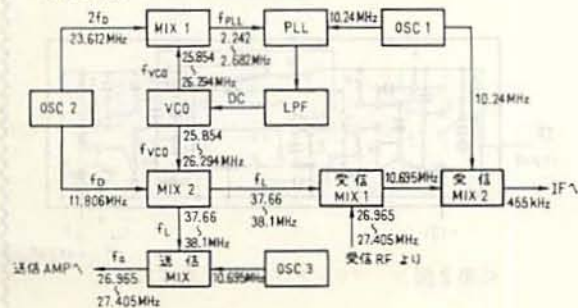 2fD
23.612MHz
MIX 1
fPLL
2.242
~
2.682MHz
PLL
10.24MHz
OSC 1
fVCO
25.854
~
26.294MHz
OSC 2
VCO
DC
LPF
10.24MHz
fVCO
25.854
~
26.294MHz
fD
11.806MHz
MIX 2
fL
37.66
~
38.1MHz
受信
MIX 1
10.695MHz
受信
MIX 2
IFへ
455kHz
fL
37.66
~
38.1MHz
26.965
~
27.405MHz
受信RFより
送信AMPへ
fo
26.965
~
27.405MHz
送信
MIX
10.695MHz
OSC 3